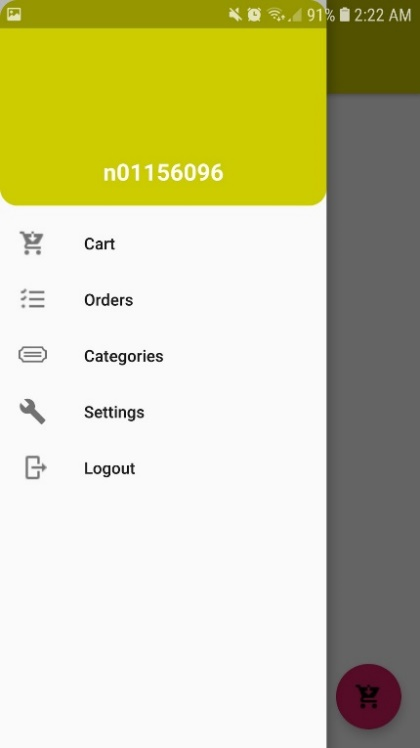 91% 2:22 AM
n01156096
Cart
Orders
Categories
Settings
Logout